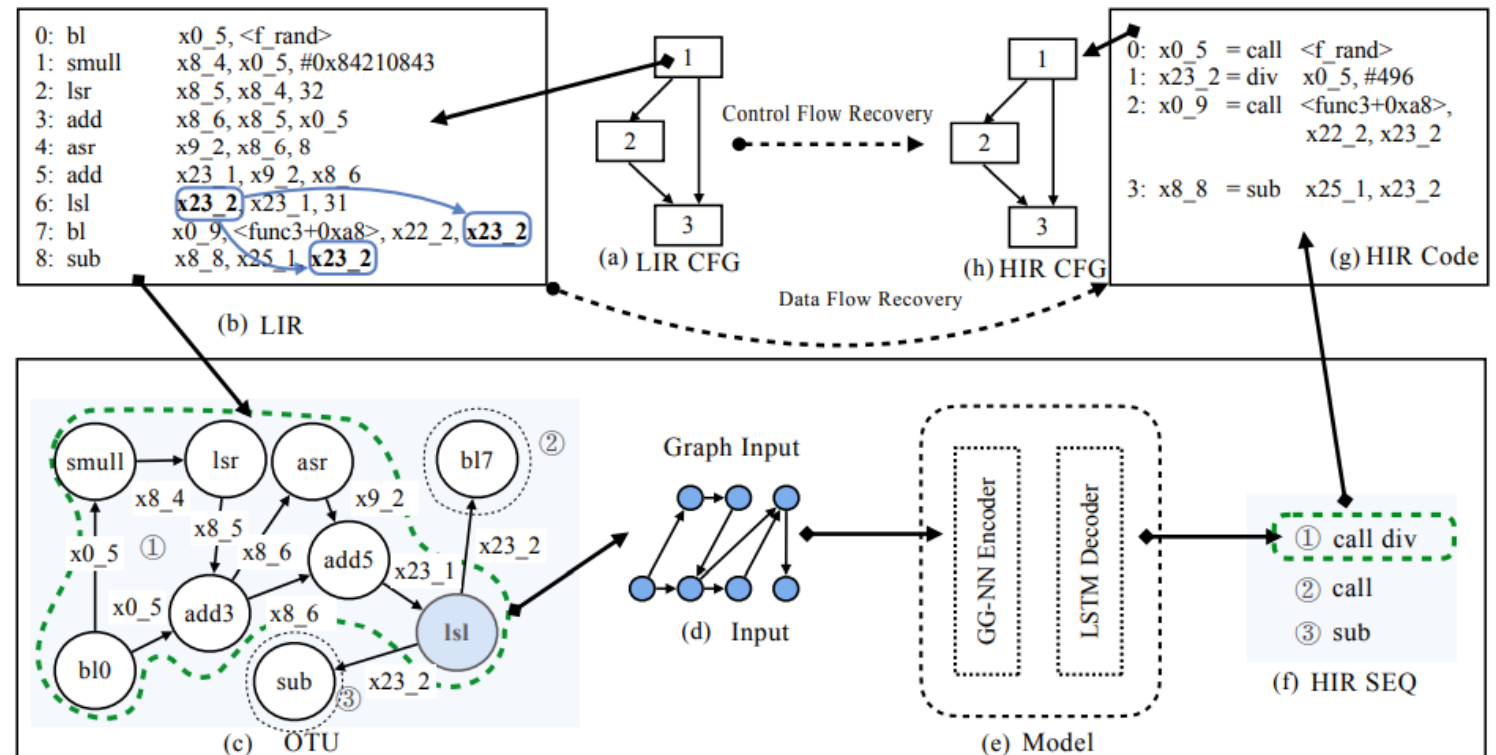 0: bl x0_5, <f_rand>
1: smull x8_4, x0_5, #0x84210843
2: lsr x8_5, x8_4, 32
3: add x8_6, x8_5, x0_5
4: asr x9_2, x8_6, 8
5: add x23_1, x9_2, x8_6
6: lsl x23_2, x23_1, 31
7: bl x0_9, <func3+0xa8>, x22_2, x23_2
8: sub x8_8, x25_1, x23_2
(b) LIR
1
2
3
(a) LIR CFG
Control Flow Recovery
Data Flow Recovery
1
2
3
(h) HIR CFG
0: x0_5 = call <f_rand>
1: x23_2 = div x0_5, #496
2: x0_9 = call <func3+0xa8>,
x22_2, x23_2
3: x8_8 = sub x25_1, x23_2
(g) HIR Code
smull
lsr
asr
bl7
②
x8_4
x9_2
x8_5
x0_5
①
x8_6
add5
x23_2
x23_1
x0_5
add3
x8_6
lsl
bl0
sub
x23_2
③
(c) OTU
Graph Input
(d) Input
GG-NN Encoder
LSTM Decoder
(e) Model
① call div
② call
③ sub
(f) HIR SEQ